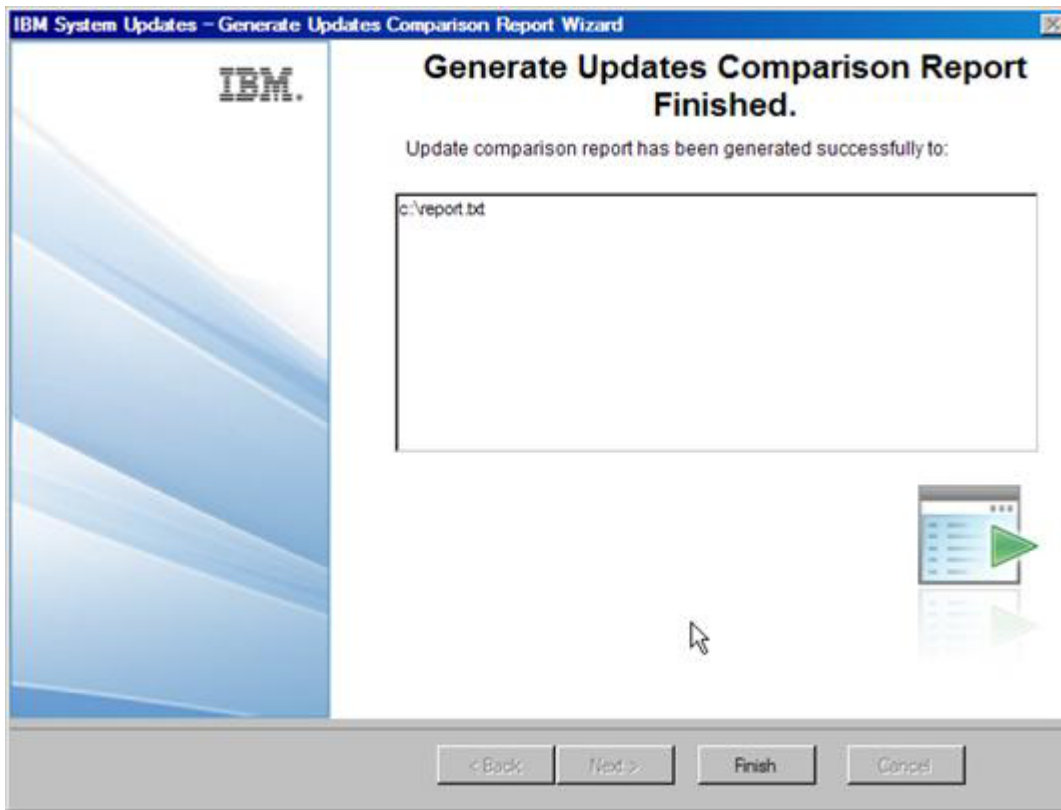 IBM System Updates – Generate Updates Comparison Report Wizard
IBM.
Generate Updates Comparison Report
Finished.
Update comparison report has been generated successfully to:
c:\report.txt
< Back
Next >
Finish
Cancel